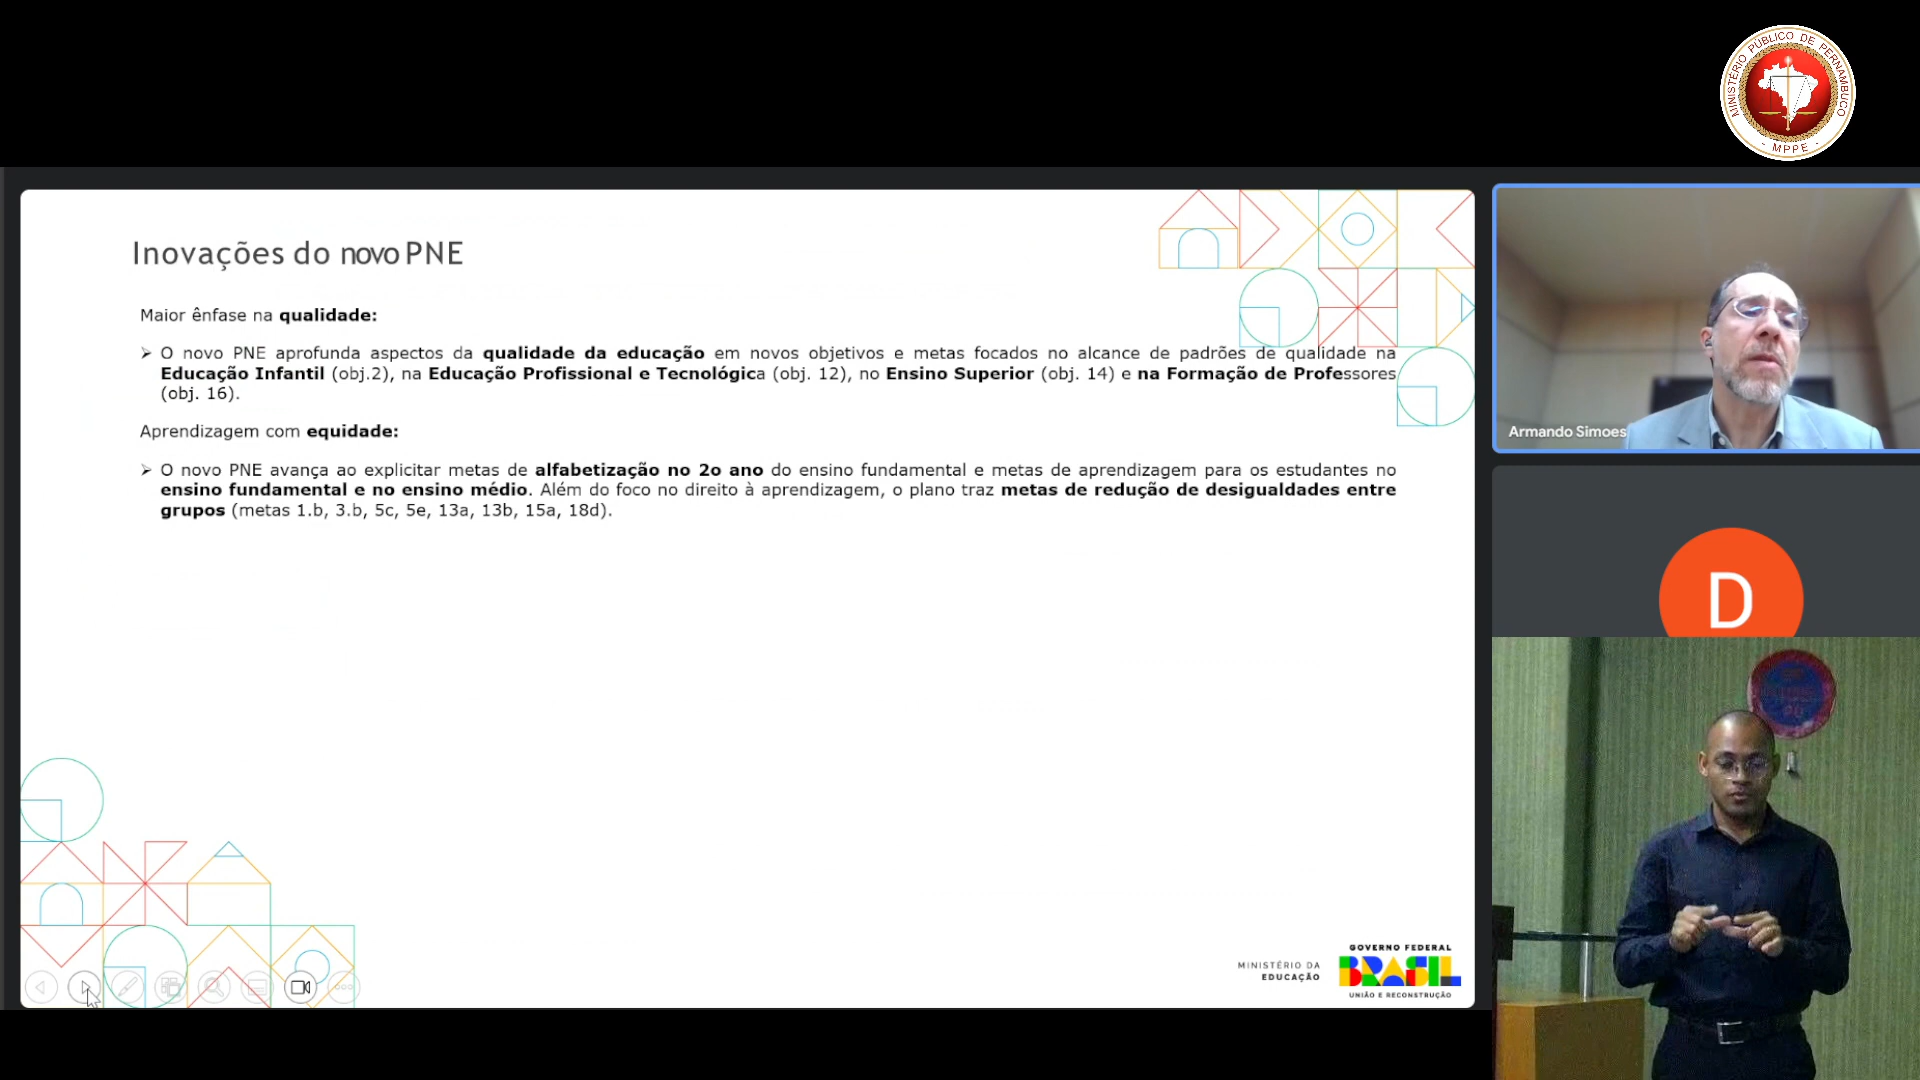 MINISTÉRIO PÚBLICO DE PERNAMBUCO
- MPPE -
Inovações do novo PNE
Maior ênfase na qualidade:
➢ O novo PNE aprofunda aspectos da qualidade da educação em novos objetivos e metas focados no alcance de padrões de qualidade na
Educação Infantil (obj.2), na Educação Profissional e Tecnológica (obj. 12), no Ensino Superior (obj. 14) e na Formação de Professores
(obj. 16).
Aprendizagem com equidade:
➢ O novo PNE avança ao explicitar metas de alfabetização no 2o ano do ensino fundamental e metas de aprendizagem para os estudantes no
ensino fundamental e no ensino médio. Além do foco no direito à aprendizagem, o plano traz metas de redução de desigualdades entre
grupos (metas 1.b, 3.b, 5c, 5e, 13a, 13b, 15a, 18d).
MINISTÉRIO DA
EDUCAÇÃO
GOVERNO FEDERAL
BRASIL
UNIÃO E RECONSTRUÇÃO
Armando Simoes
D